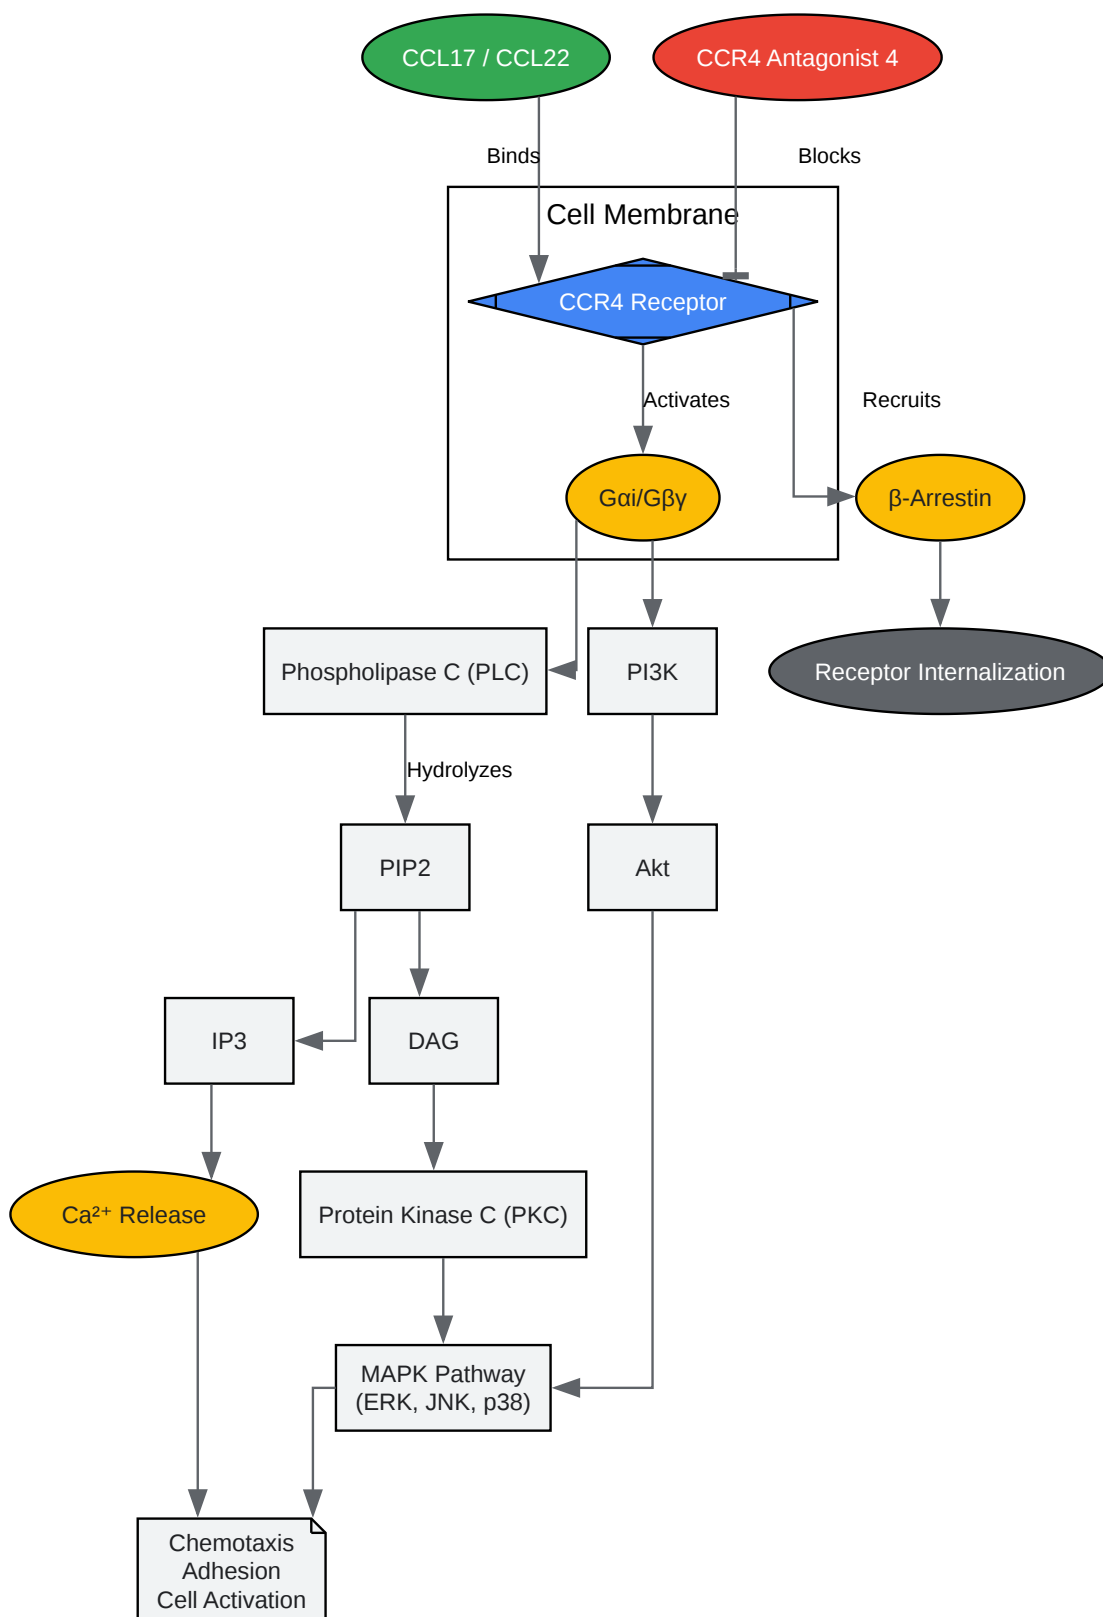 CCL17 / CCL22
CCR4 Antagonist 4
Binds
Blocks
Cell Membrane
CCR4 Receptor
Activates
Recruits
Gαi/Gβγ
β-Arrestin
Phospholipase C (PLC)
PI3K
Receptor Internalization
Hydrolyzes
PIP2
Akt
IP3
DAG
Ca²⁺ Release
Protein Kinase C (PKC)
MAPK Pathway
(ERK, JNK, p38)
Chemotaxis
Adhesion
Cell Activation